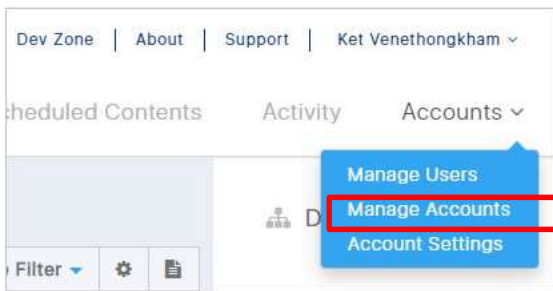 Dev Zone | About | Support | Ket Venethongkham
cheduled Contents Activity Accounts
Manage Users
D Manage Accounts
Account Settings
Filter